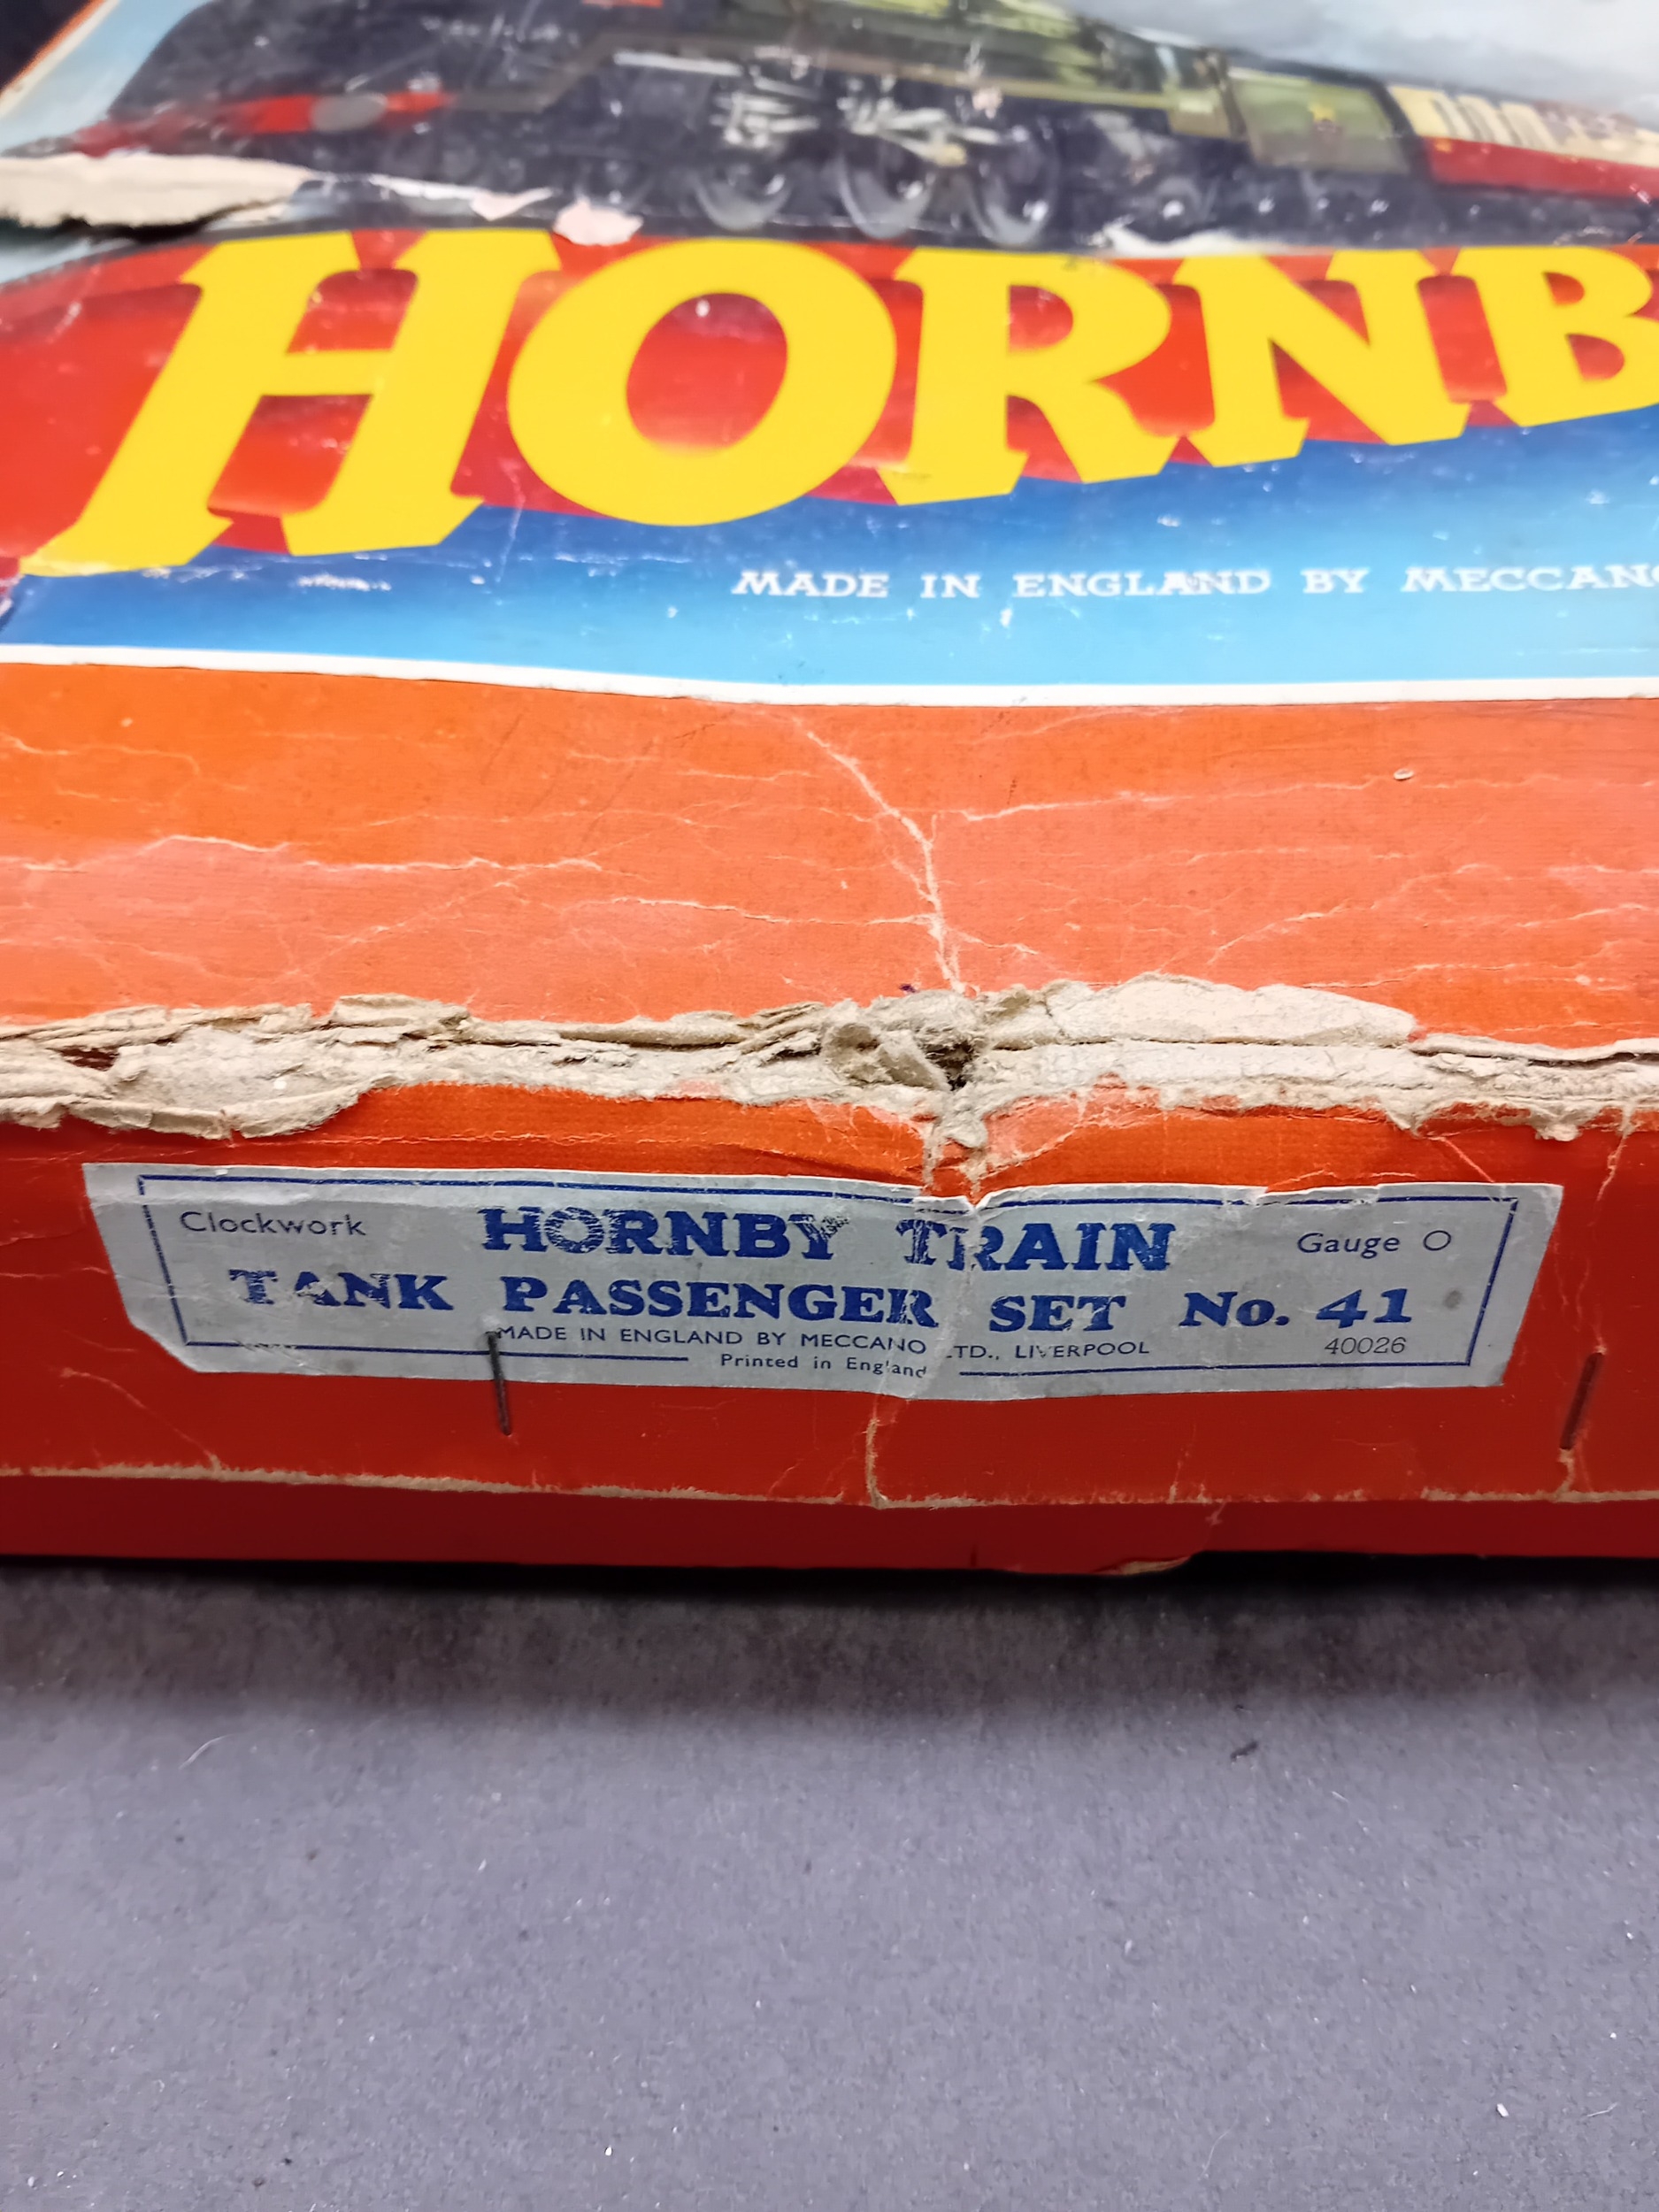 HORNB
MADE IN ENGLAND BY MECCANO
Clockwork HORNBY TRAIN Gauge O
TANK PASSENGER SET No. 41
MADE IN ENGLAND BY MECCANO LTD., LIVERPOOL 40026
Printed in England